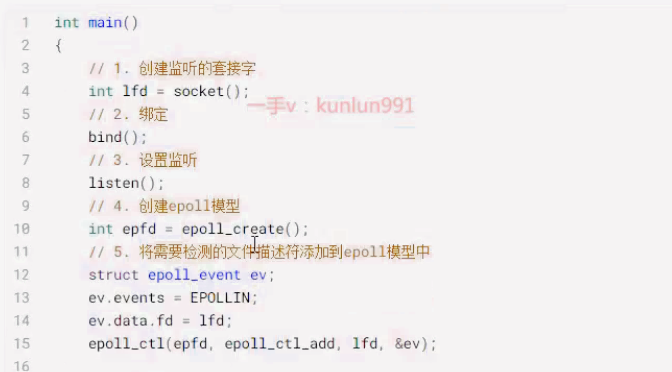 1 int main()
2 {
3 // 1. 创建监听的套接字
4 int lfd = socket();
一手v：kunlun991
5 // 2. 绑定
6 bind();
7 // 3. 设置监听
8 listen();
9 // 4. 创建epoll模型
10 int epfd = epoll_create();
11 // 5. 将需要检测的文件描述符添加到epoll模型中
12 struct epoll_event ev;
13 ev.events = EPOLLIN;
14 ev.data.fd = lfd;
15 epoll_ctl(epfd, epoll_ctl_add, lfd, &ev);
16